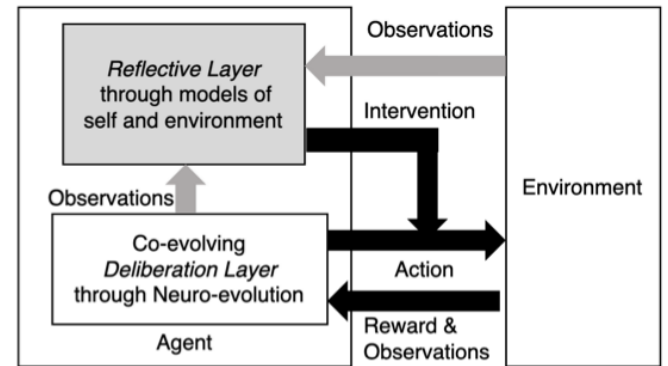 Observations
Reflective Layer
through models of
self and environment
Intervention
Observations
Environment
Co-evolving
Deliberation Layer
through Neuro-evolution
Action
Agent
Reward &
Observations